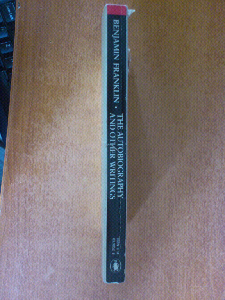 BENJAMIN FRANKLIN •
THE AUTOBIOGRAPHY
AND OTHER WRITINGS